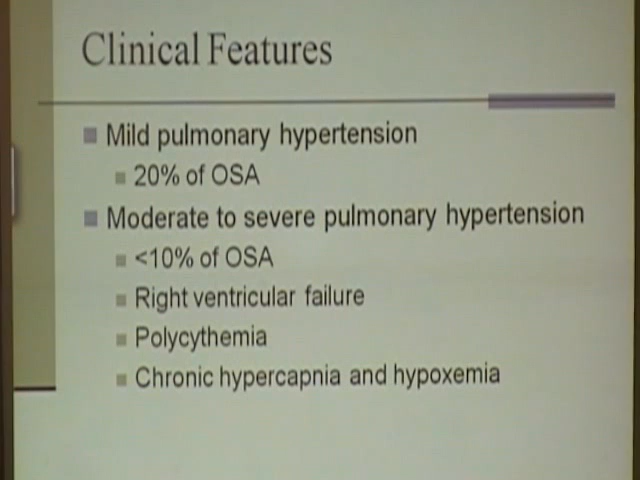 Clinical Features
Mild pulmonary hypertension
20% of OSA
Moderate to severe pulmonary hypertension
<10% of OSA
Right ventricular failure
Polycythemia
Chronic hypercapnia and hypoxemia